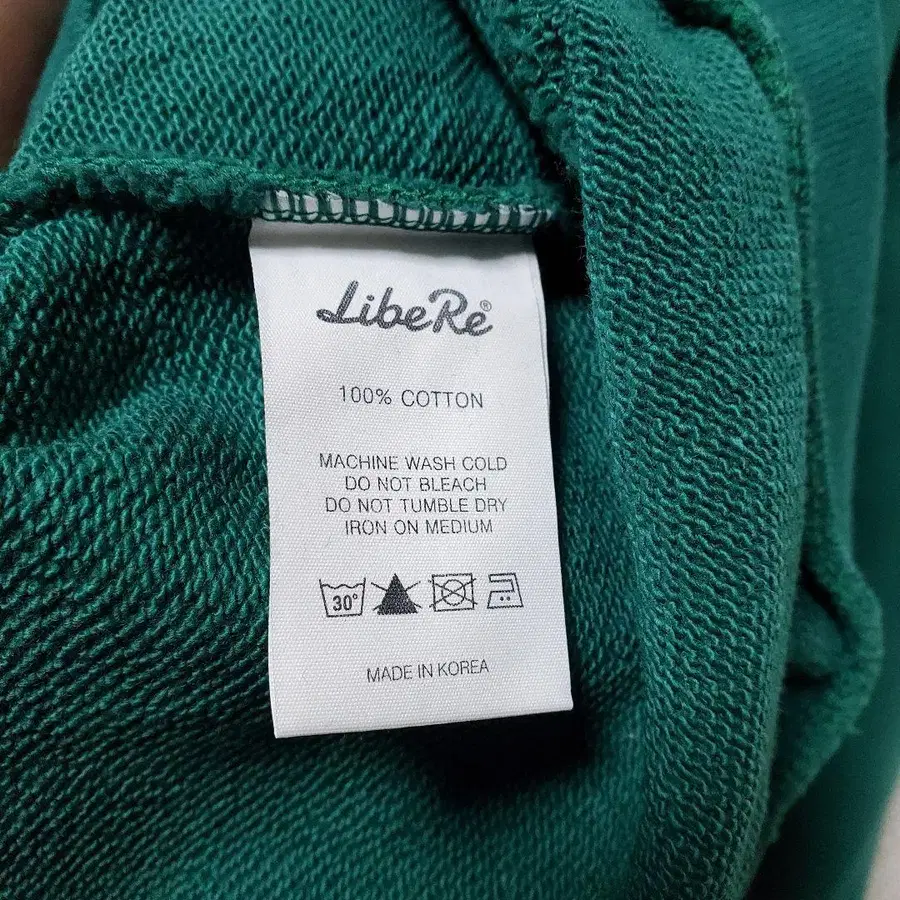 LibeRe®
100% COTTON
MACHINE WASH COLD
DO NOT BLEACH
DO NOT TUMBLE DRY
IRON ON MEDIUM
30°
MADE IN KOREA